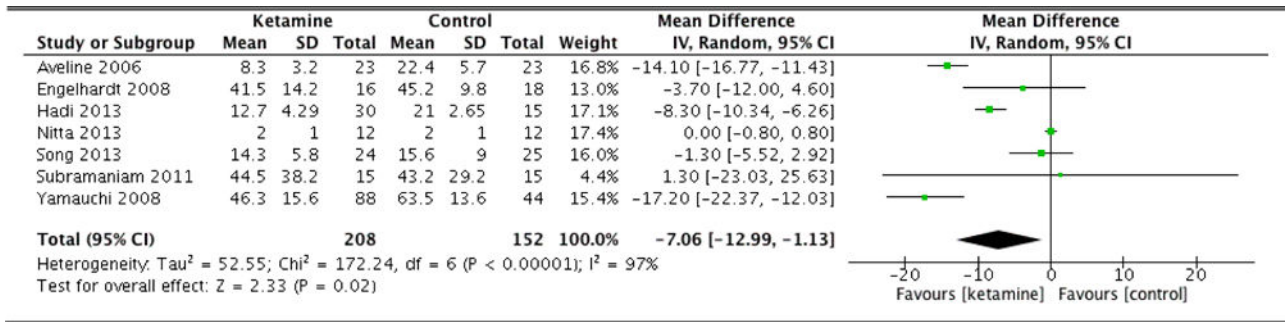 Ketamine Control Mean Difference Mean Difference
Study or Subgroup Mean SD Total Mean SD Total Weight IV, Random, 95% CI IV, Random, 95% CI
Aveline 2006 8.3 3.2 23 22.4 5.7 23 16.8% -14.10 [-16.77, -11.43]
Engelhardt 2008 41.5 14.2 16 45.2 9.8 18 13.0% -3.70 [-12.00, 4.60]
Hadi 2013 12.7 4.29 30 21 2.65 15 17.1% -8.30 [-10.34, -6.26]
Nitta 2013 2 1 12 2 1 12 17.4% 0.00 [-0.80, 0.80]
Song 2013 14.3 5.8 24 15.6 9 25 16.0% -1.30 [-5.52, 2.92]
Subramaniam 2011 44.5 38.2 15 43.2 29.2 15 4.4% 1.30 [-23.03, 25.63]
Yamauchi 2008 46.3 15.6 88 63.5 13.6 44 15.4% -17.20 [-22.37, -12.03]
Total (95% CI) 208 152 100.0% -7.06 [-12.99, -1.13]
Heterogeneity: Tau² = 52.55; Chi² = 172.24, df = 6 (P < 0.00001); I² = 97%
Test for overall effect: Z = 2.33 (P = 0.02)
-20 -10 0 10 20
Favours [ketamine] Favours [control]